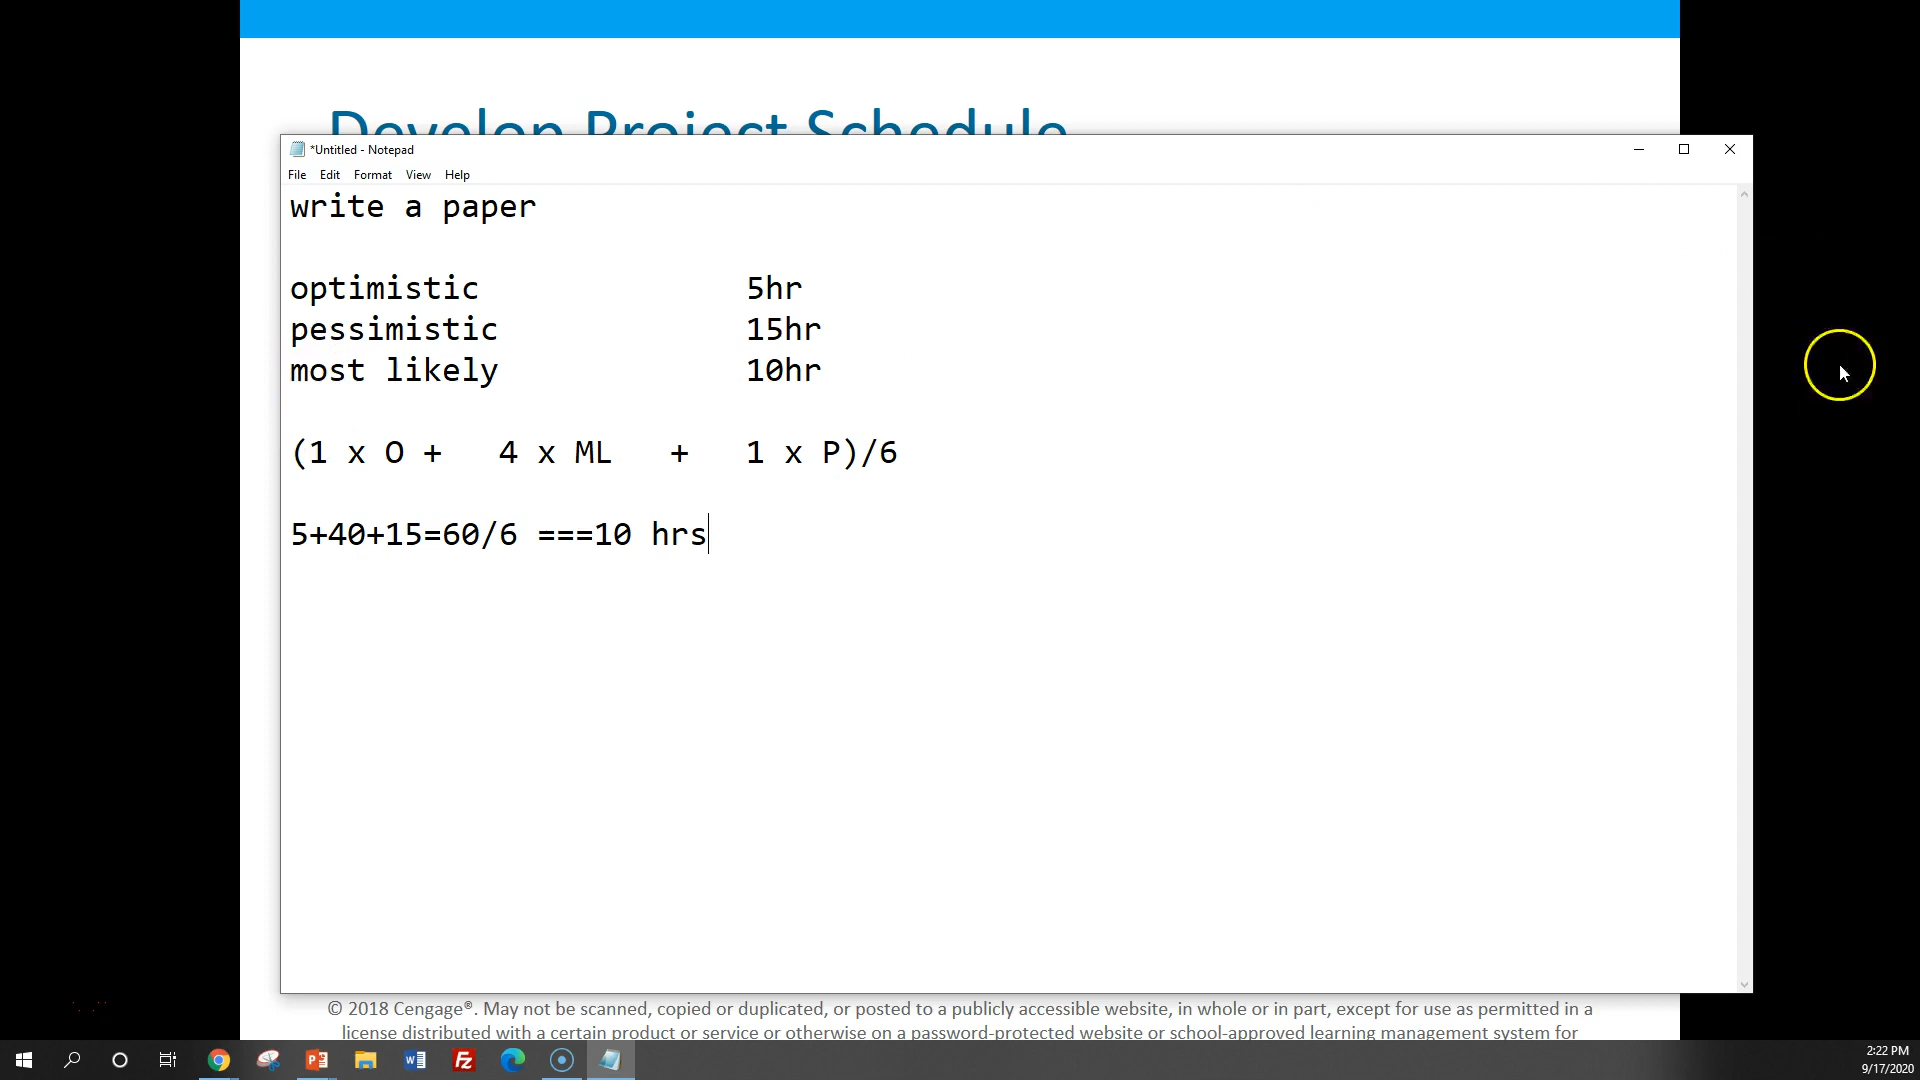 Develop Project Schedule
*Untitled - Notepad
File Edit Format View Help
write a paper
optimistic 5hr
pessimistic 15hr
most likely 10hr
(1 x O + 4 x ML + 1 x P)/6
5+40+15=60/6 ===10 hrs
© 2018 Cengage®. May not be scanned, copied or duplicated, or posted to a publicly accessible website, in whole or in part, except for use as permitted in a
license distributed with a certain product or service or otherwise on a password-protected website or school-approved learning management system for
2:22 PM
9/17/2020